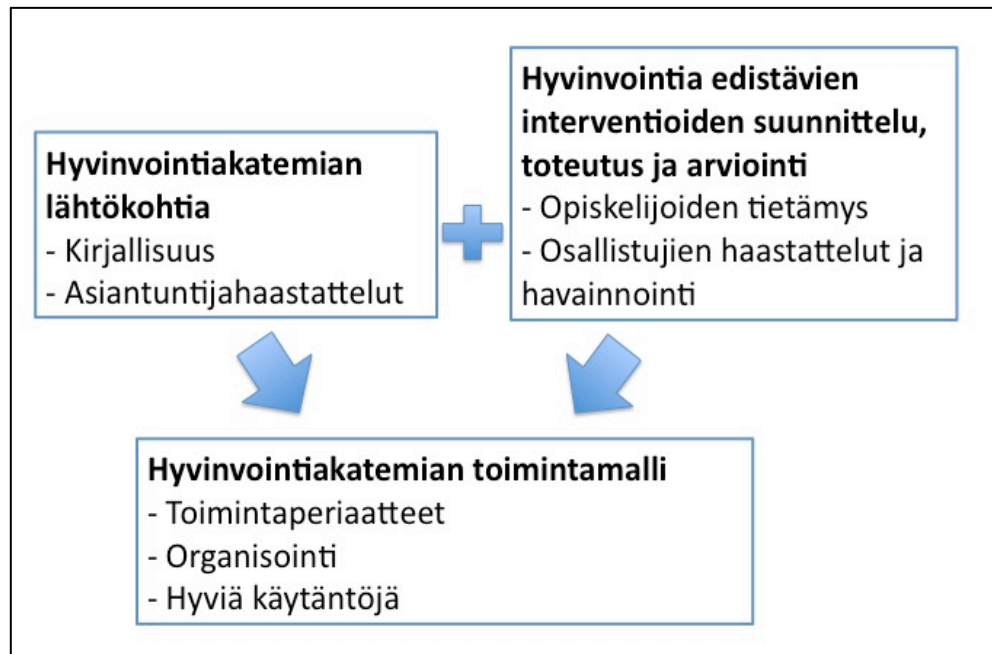 Hyvinvointiakatemian
lähtökohtia
- Kirjallisuus
- Asiantuntijahaastattelut
Hyvinvointia edistävien
interventioiden suunnittelu,
toteutus ja arviointi
- Opiskelijoiden tietämys
- Osallistujien haastattelut ja
havainnointi
Hyvinvointiakatemian toimintamalli
- Toimintaperiaatteet
- Organisointi
- Hyviä käytäntöjä